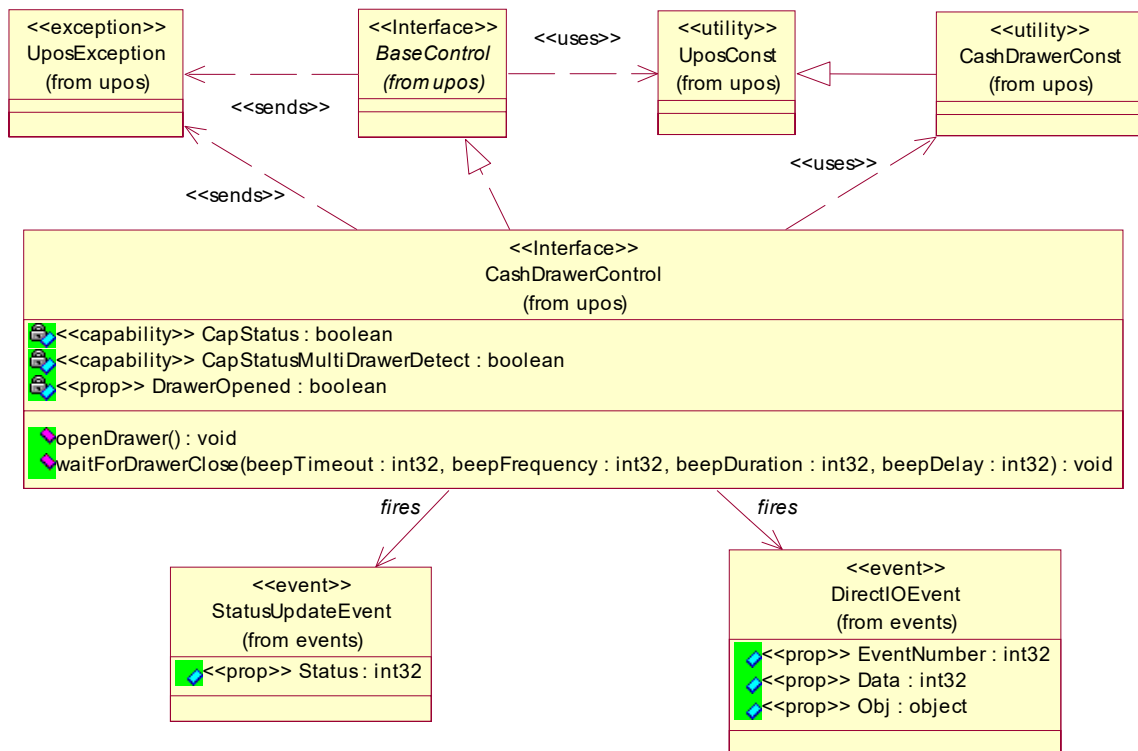 <<exception>>
UposException
(from upos)
<<sends>>
<<Interface>>
BaseControl
(from upos)
<<uses>>
<<utility>>
UposConst
(from upos)
<<utility>>
CashDrawerConst
(from upos)
<<sends>>
<<uses>>
<<Interface>>
CashDrawerControl
(from upos)
<<capability>> CapStatus : boolean
<<capability>> CapStatusMultiDrawerDetect : boolean
<<prop>> DrawerOpened : boolean
openDrawer() : void
waitForDrawerClose(beepTimeout : int32, beepFrequency : int32, beepDuration : int32, beepDelay : int32) : void
fires
fires
<<event>>
StatusUpdateEvent
(from events)
<<prop>> Status : int32
<<event>>
DirectIOEvent
(from events)
<<prop>> EventNumber : int32
<<prop>> Data : int32
<<prop>> Obj : object